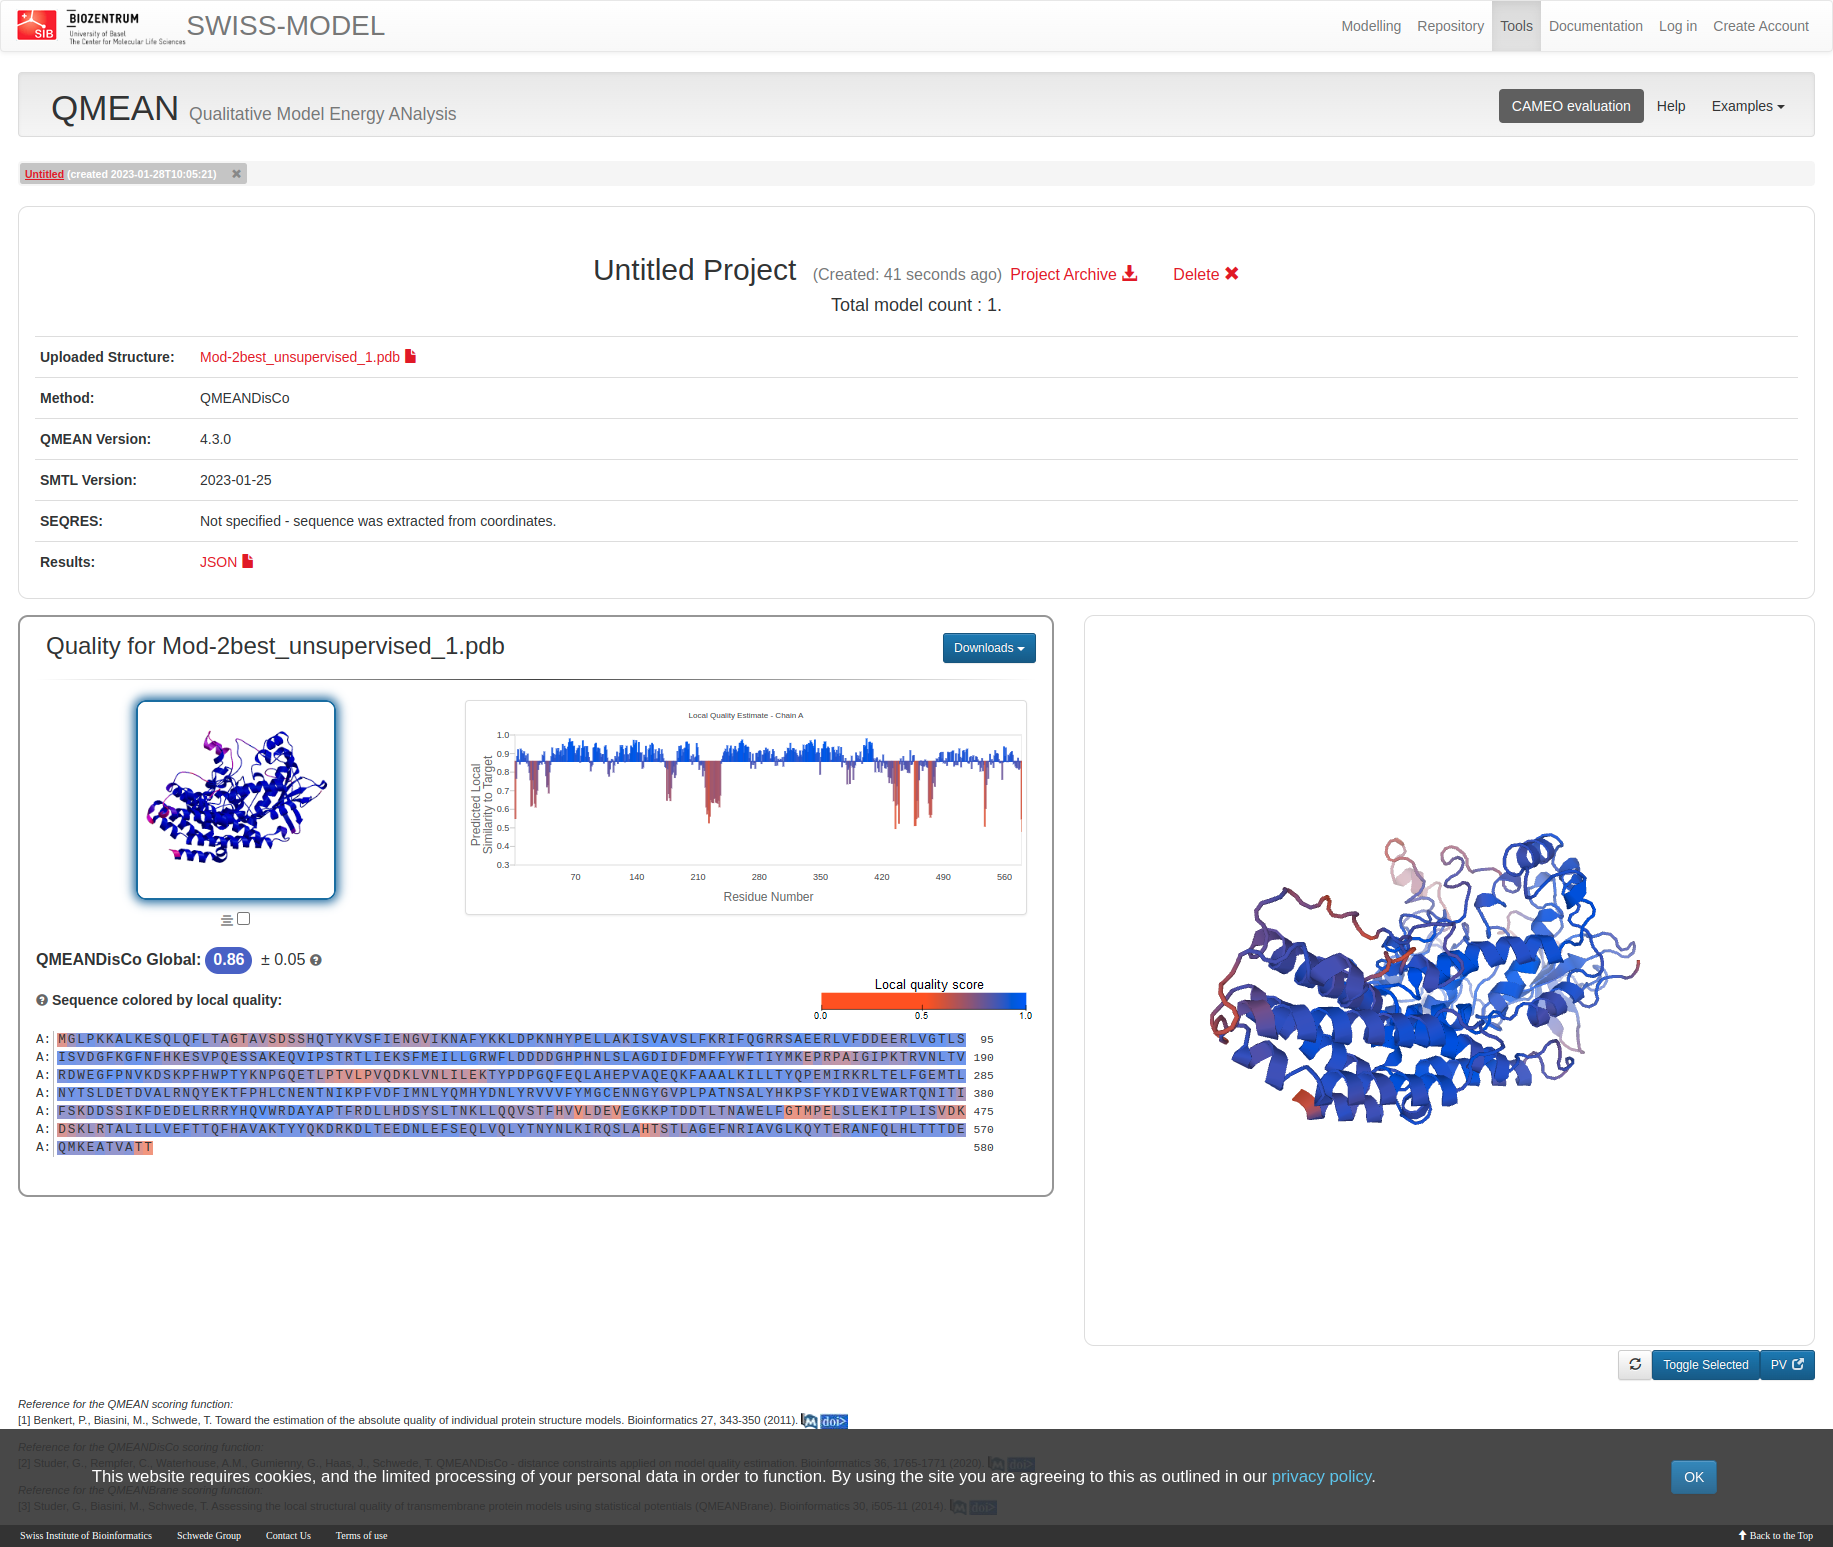 SIB
BIOZENTRUM
University of Basel
The Center for Molecular Life Sciences
SWISS-MODEL
Modelling
Repository
Tools
Documentation
Log in
Create Account
QMEAN Qualitative Model Energy ANalysis
CAMEO evaluation
Help
Examples
Untitled (created 2023-01-28T10:05:21)
Untitled Project (Created: 41 seconds ago) Project Archive Delete
Total model count : 1.
Uploaded Structure: Mod-2best_unsupervised_1.pdb
Method: QMEANDisCo
QMEAN Version: 4.3.0
SMTL Version: 2023-01-25
SEQRES: Not specified - sequence was extracted from coordinates.
Results: JSON
Quality for Mod-2best_unsupervised_1.pdb
Downloads
Local Quality Estimate - Chain A
Predicted Local
Similarity to Target
1.0
0.9
0.8
0.7
0.6
0.5
0.4
0.3
70 140 210 280 350 420 490 560
Residue Number
QMEANDisCo Global: 0.86 ± 0.05
Sequence colored by local quality:
Local quality score
0.0 0.5 1.0
A: MGLPKKALKESQLQFLTAGTAVSDSSHQTYKVSFIENGVIKNAFYKKLDPKNHYPELLAKISVAVSLFKRIFQGRRSAEERLVFDDEERLVGTLS 95
A: ISVDGFKGFNFHKESVPQESSAKEQVIPSTRTLIEKSFMEILLGRWFLDDDDGHPHNLSLAGDIDFDMFFYWFTIYMKEPRPAIGIPKTRVNLTV 190
A: RDWEGFPNVKDSKPFHWPTYKNPGQETLPTVLPVQDKLVNLILEKTYPDPGQFEQLAHEPVAQEQKFAAALKILLTYQPEMIRKRLTELFGEMTL 285
A: NYTSLDETDVALRNQYEKTFPHLCNENTNIKPFVDFIMNLYQMHYDNLYRVVVFYMGCENNGYGVPLPATNSALYHKPSFYKDIVEWARTQNITI 380
A: FSKDDSSIKFDEDELRRRYHQVWRDAYAPTFRDLLHDSYSLTNKLLQQVSTFHVVLDEVEGKKPTDDTLTNAWELFGTMPELSLEKITPLISVDK 475
A: DSKLRTALILLVEFTTQFHAVAKTYYQKDRKDLTEEDNLEFSEQLVQLYTNYNLKIRQSLAHTSTLAGEFNRIAVGLKQYTERANFQLHLTTTDE 570
A: QMKEATVATT 580
Toggle Selected
PV
Reference for the QMEAN scoring function:
[1] Benkert, P., Biasini, M., Schwede, T. Toward the estimation of the absolute quality of individual protein structure models. Bioinformatics 27, 343-350 (2011). M doi>
Reference for the QMEANDisCo scoring function:
[2] Studer, G., Rempfer, C., Waterhouse, A.M., Gumienny, G., Haas, J., Schwede, T. QMEANDisCo - distance constraints applied on model quality estimation. Bioinformatics 36, 1765-1771 (2020). M doi>
This website requires cookies, and the limited processing of your personal data in order to function. By using the site you are agreeing to this as outlined in our privacy policy.
OK
Reference for the QMEANBrane scoring function:
[3] Studer, G., Biasini, M., Schwede, T. Assessing the local structural quality of transmembrane protein models using statistical potentials (QMEANBrane). Bioinformatics 30, i505-11 (2014). M doi>
Swiss Institute of Bioinformatics
Schwede Group
Contact Us
Terms of use
Back to the Top